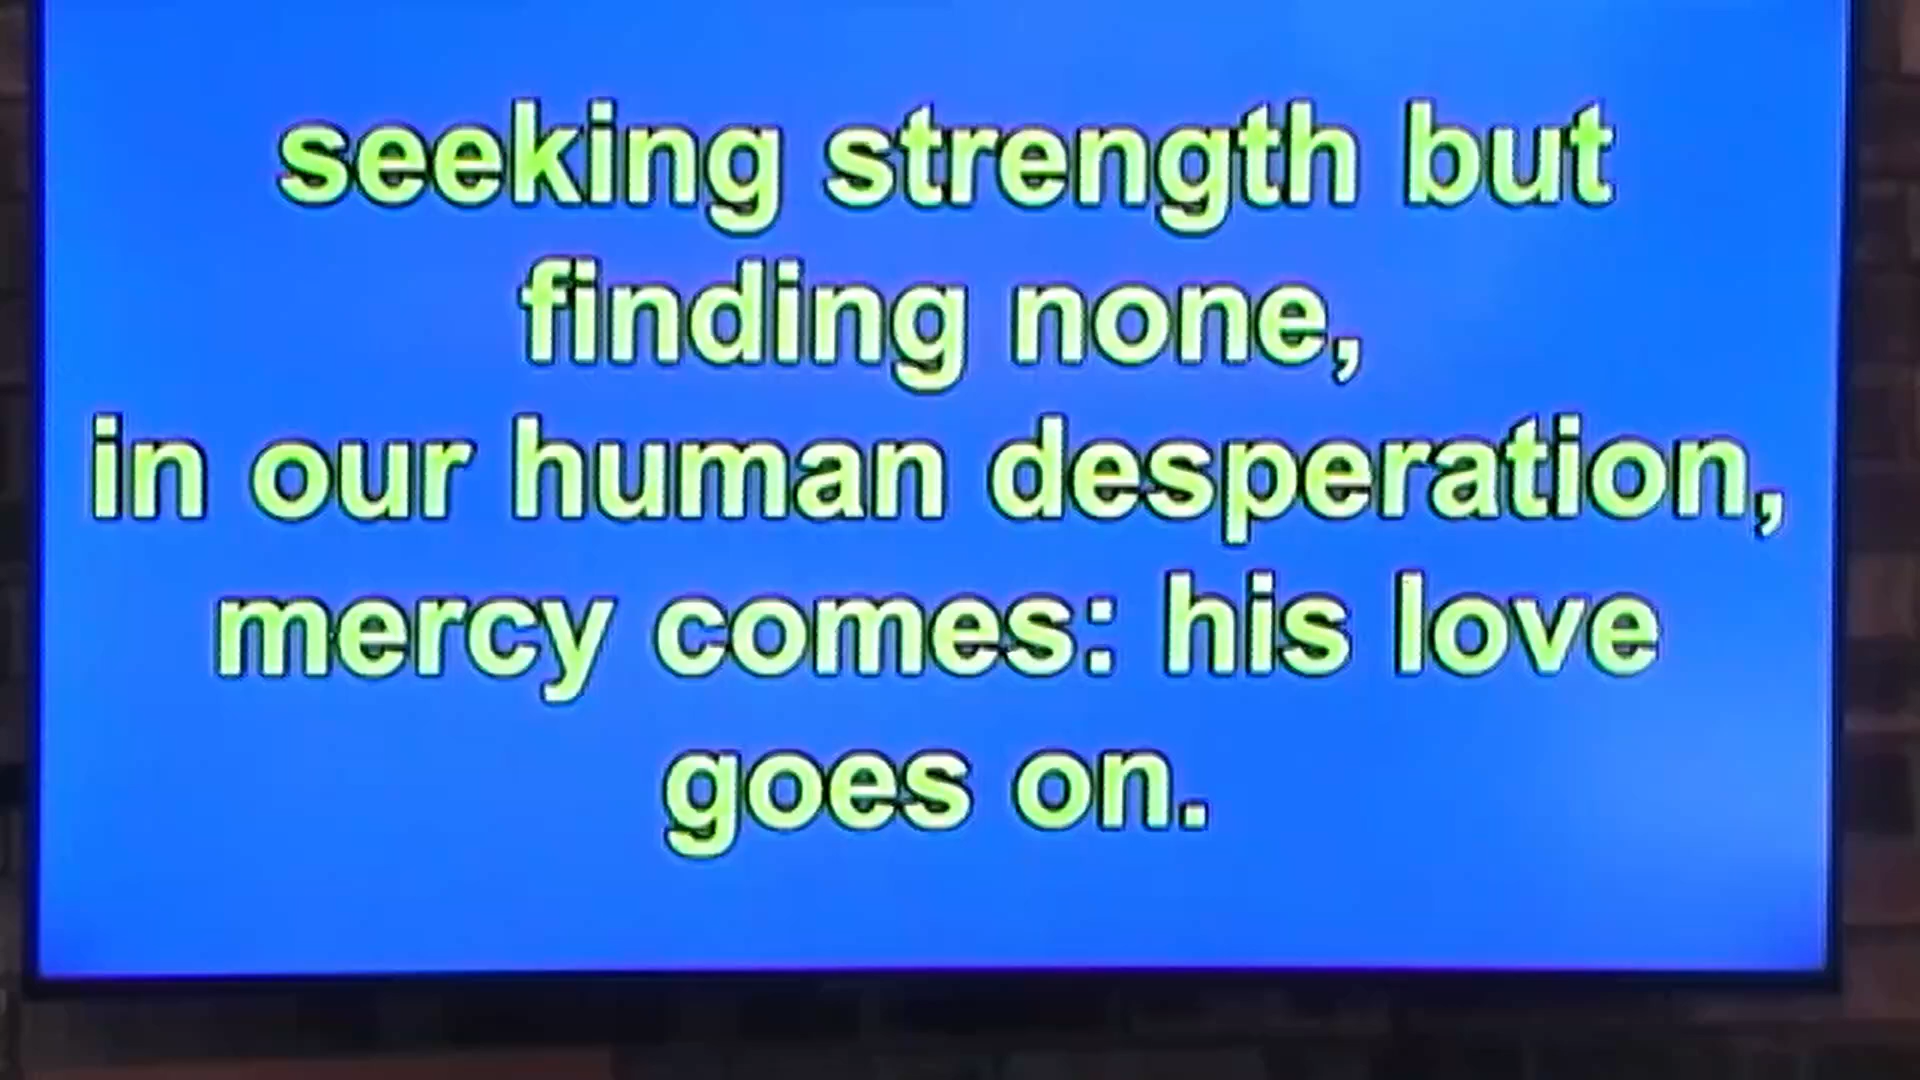 seeking strength but
finding none,
in our human desperation,
mercy comes: his love
goes on.